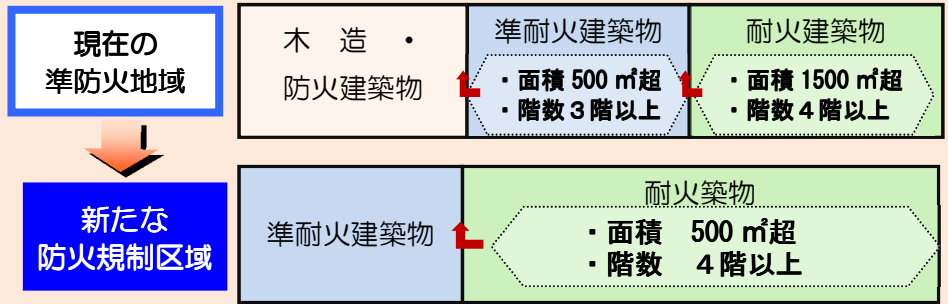 現在の
準防火地域
木 造 ・
防火建築物
準耐火建築物
・面積 500 ㎡超
・階数３階以上
耐火建築物
・面積 1500 ㎡超
・階数４階以上
新たな
防火規制区域
準耐火建築物
耐火築物
・面積 500 ㎡超
・階数 ４階以上